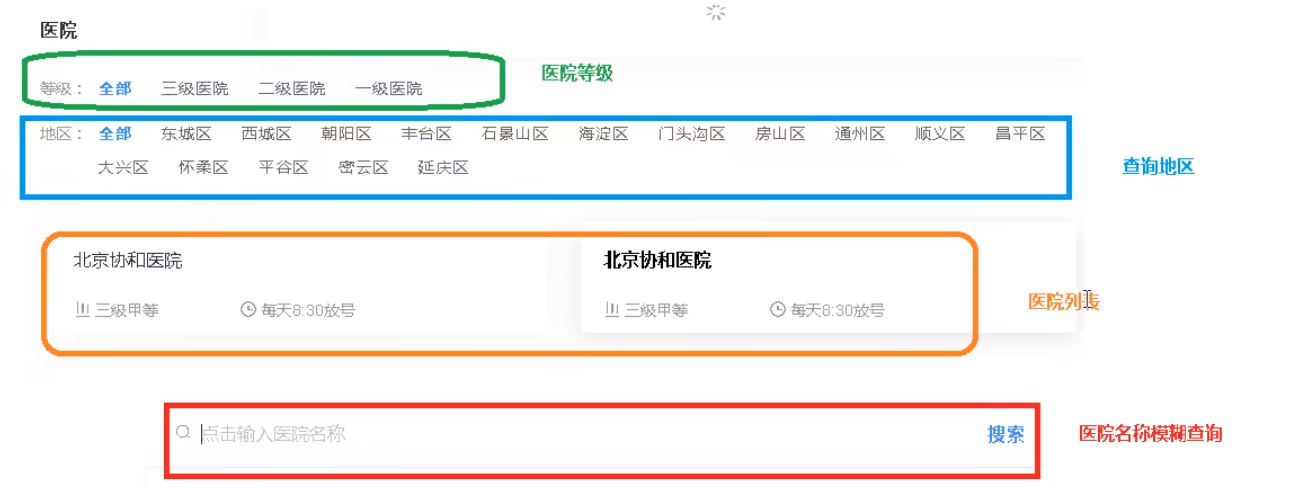 医院
等级： 全部 三级医院 二级医院 一级医院 医院等级
地区： 全部 东城区 西城区 朝阳区 丰台区 石景山区 海淀区 门头沟区 房山区 通州区 顺义区 昌平区
大兴区 怀柔区 平谷区 密云区 延庆区 查询地区
北京协和医院 北京协和医院
三级甲等 每天8:30放号 三级甲等 每天8:30放号 医院列表
点击输入医院名称 搜索 医院名称模糊查询